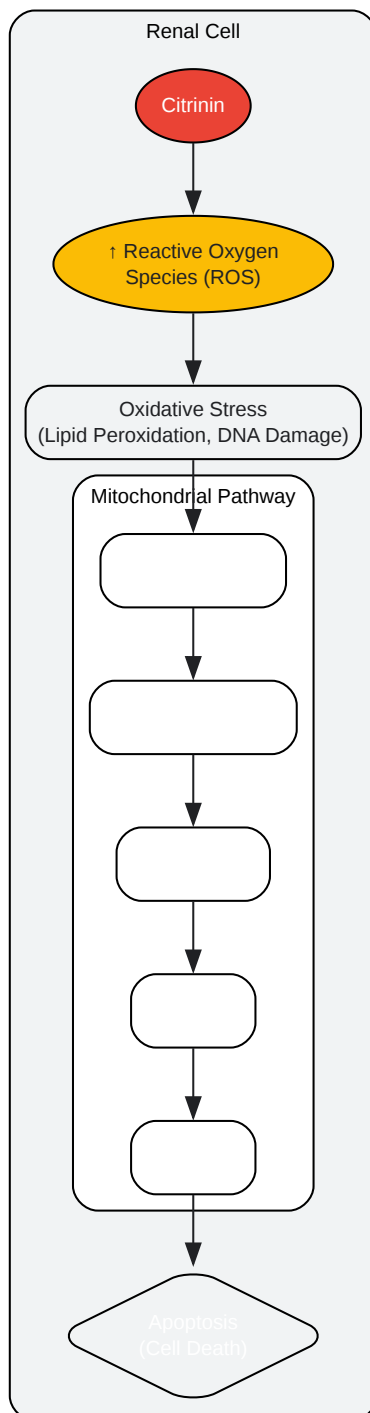 Renal Cell
Citrinin
↑ Reactive Oxygen
Species (ROS)
Oxidative Stress
(Lipid Peroxidation, DNA Damage)
Mitochondrial Pathway
Apoptosis
(Cell Death)